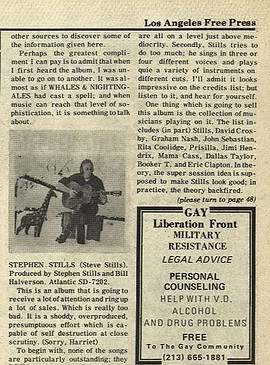 Los Angeles Free Press
other sources to discover some of
the information given here.
Perhaps the greatest compli-
ment I can pay is to admit that when
I first heard the album, I was un-
able to go on to another. It was al-
most as if WHALES & NIGHTING-
ALES had cast a spell; and when
music can reach that level of so-
phistication, it is something to talk
about.
STEPHEN STILLS (Steve Stills).
Produced by Stephen Stills and Bill
Halverson. Atlantic SD-7202.
This is an album that is going to
receive a lot of attention and ring up
a lot of sales. Which is really too
bad. It is a shoddy, overproduced,
presumptous effort which is ca-
pable of self destruction at close
scrutiny. (Sorry, Harriet)
To begin with, none of the songs
are particularly outstanding; they
are all on a level just above me-
diocrity. Secondly, Stills tries to
do too much; he sings in three or
four different voices and plays
quite a variety of instruments on
different cuts. I'll admit it looks
impressive on the credits list; but
listen to it, and hear for yourself.
One thing which is going to sell
this album is the collection of mu-
sicians playing on it. The list in-
cludes (in part) Stills, David Cros-
by, Graham Nash, John Sebastian,
Rita Coolidge, Prisilla, Jimi Hen-
drix, Mama Cass, Dallas Taylor,
Booker T. and Eric Clapton. In the-
ory, the super session idea is sup-
posed to make Stills look good; in
practice, the theory backfired.
(please turn to page 48)
GAY
Liberation Front
MILITARY
RESISTANCE
LEGAL ADVICE
PERSONAL
COUNSELING
HELP WITH V.D.
ALCOHOL
AND DRUG PROBLEMS
FREE
To The Gay Community
(213) 665-1881